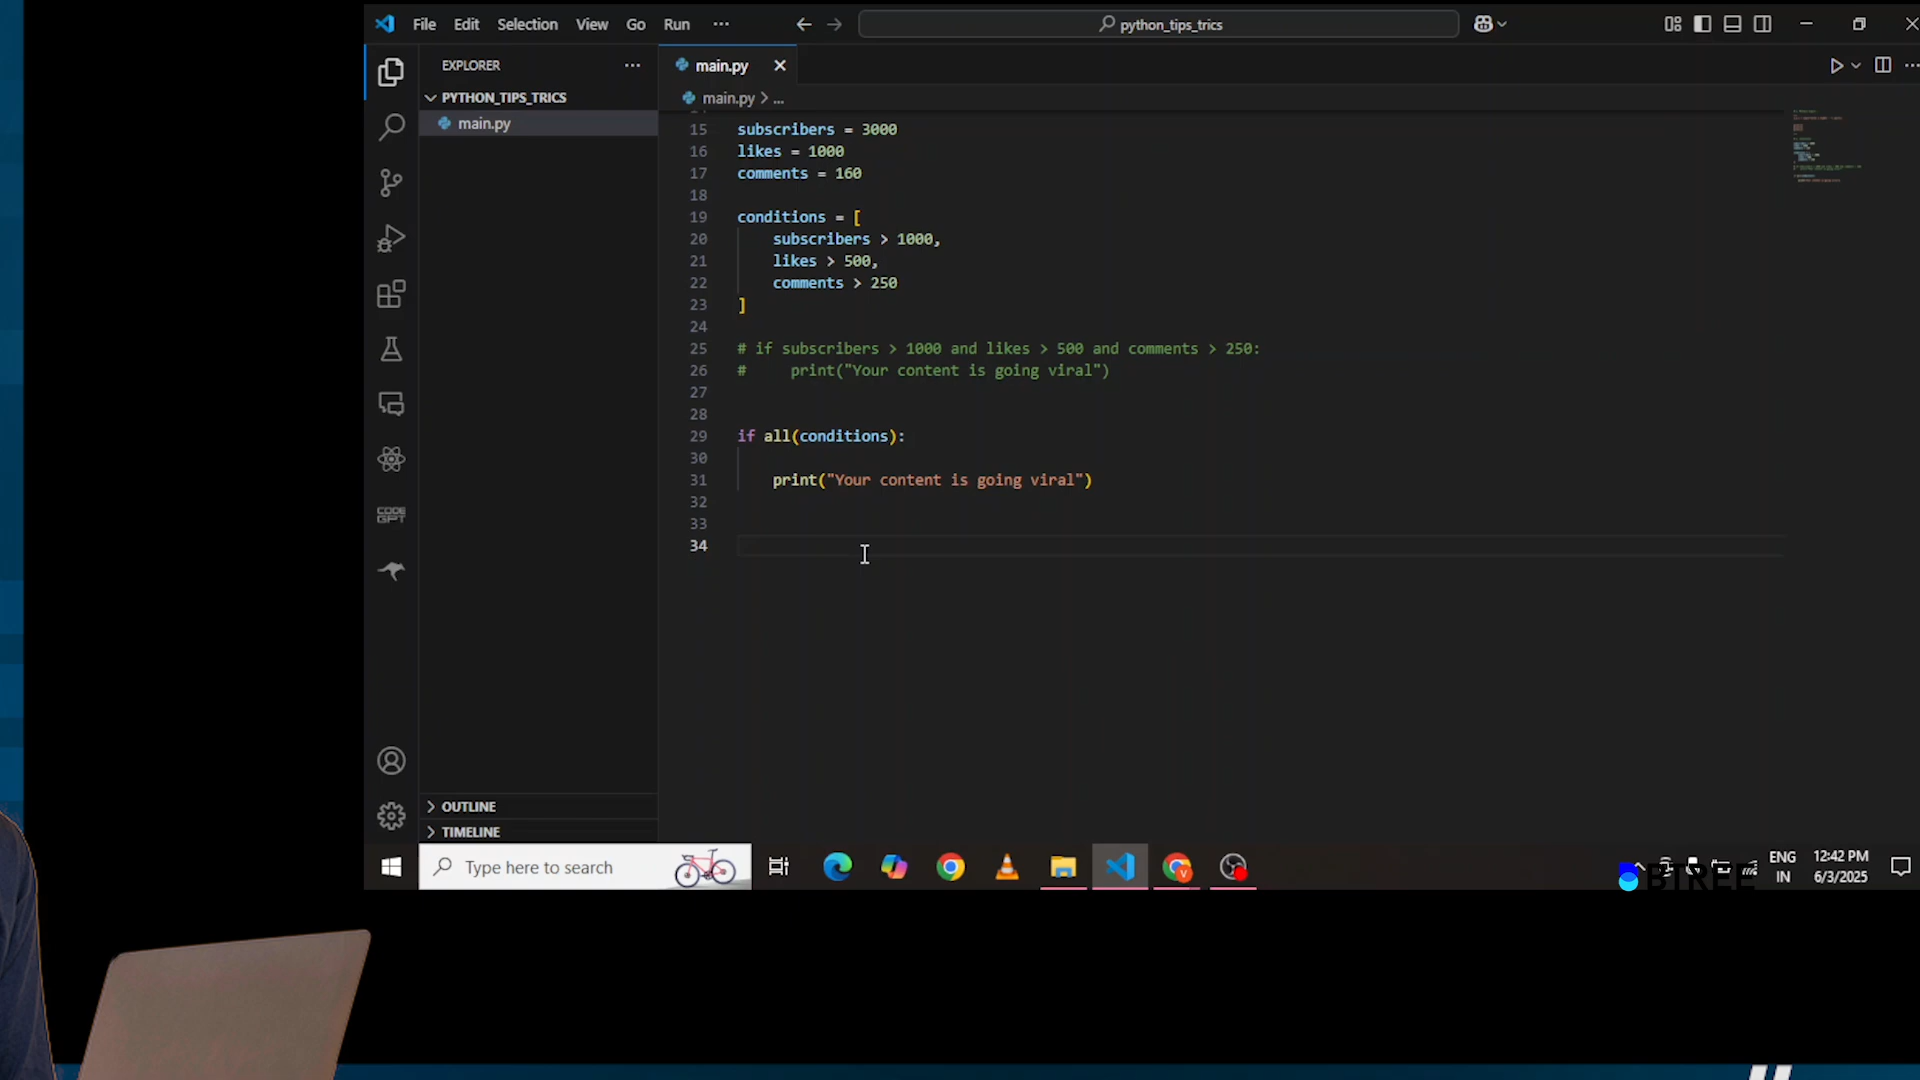 File Edit Selection View Go Run ...
python_tips_trics
EXPLORER ...
PYTHON_TIPS_TRICS
main.py
main.py
main.py > ...
15 subscribers = 3000
16 likes = 1000
17 comments = 160
18
19 conditions = [
20 subscribers > 1000,
21 likes > 500,
22 comments > 250
23 ]
24
25 # if subscribers > 1000 and likes > 500 and comments > 250:
26 # print("Your content is going viral")
27
28
29 if all(conditions):
30
31 print("Your content is going viral")
32
33
34
CODE
GPT
OUTLINE
TIMELINE
Type here to search
BTREE
ENG
IN
12:42 PM
6/3/2025